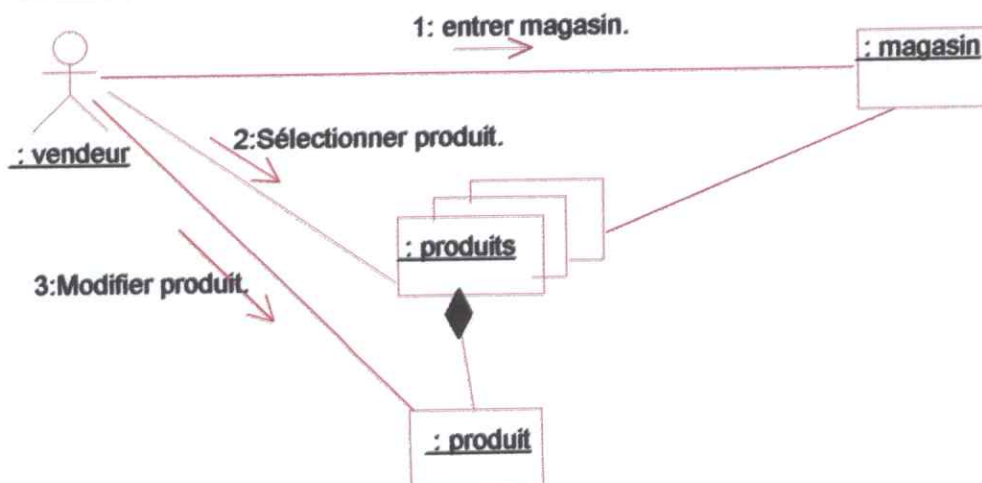 1: entrer magasin.
: magasin
: vendeur
2:Sélectionner produit.
: produits
3:Modifier produit.
: produit